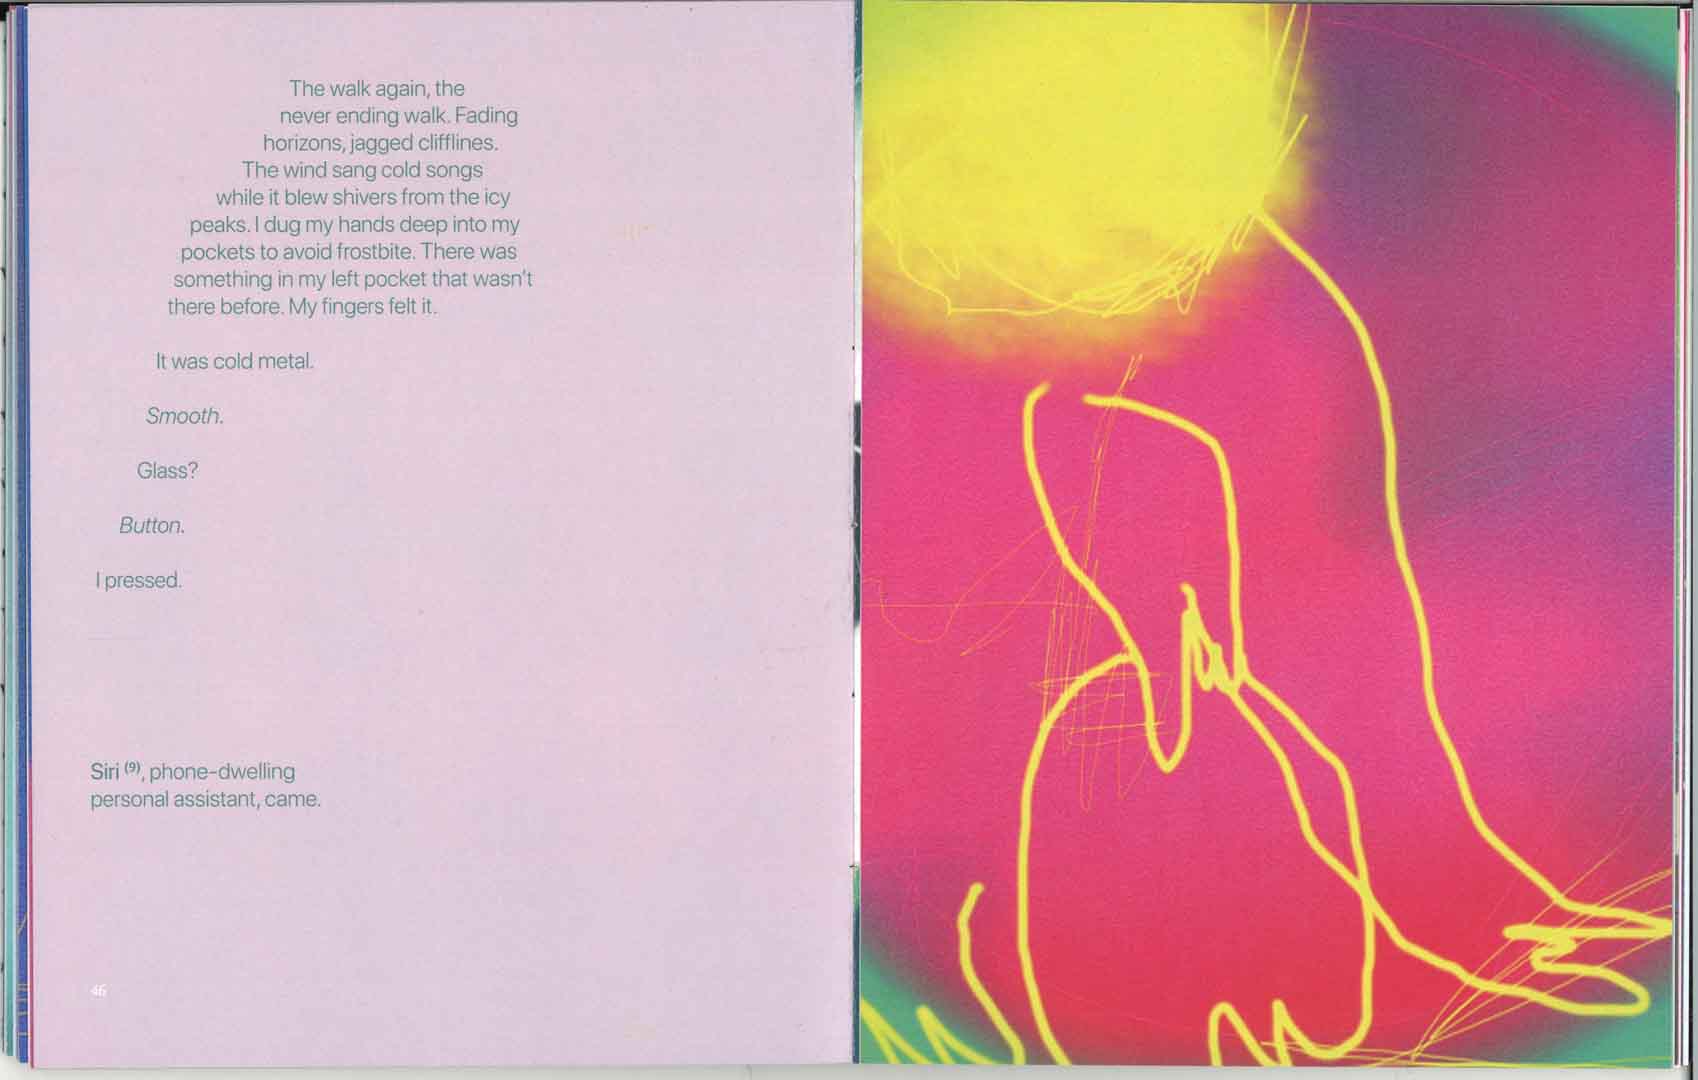 The walk again, the
never ending walk. Fading
horizons, jagged clifflines.
The wind sang cold songs
while it blew shivers from the icy
peaks. I dug my hands deep into my
pockets to avoid frostbite. There was
something in my left pocket that wasn't
there before. My fingers felt it.
It was cold metal.
Smooth.
Glass?
Button.
I pressed.
Siri (9), phone-dwelling
personal assistant, came.
46